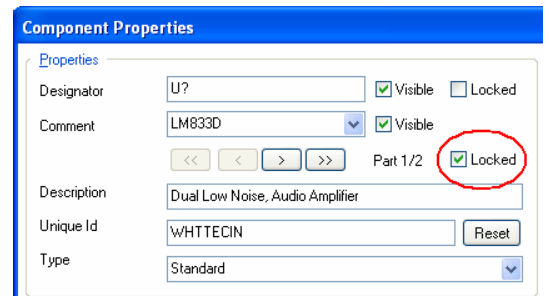 Component Properties
Properties
Designator U? Visible Locked
Comment LM833D Visible
<< < > >> Part 1/2 Locked
Description Dual Low Noise, Audio Amplifier
Unique Id WHTTECIN Reset
Type Standard